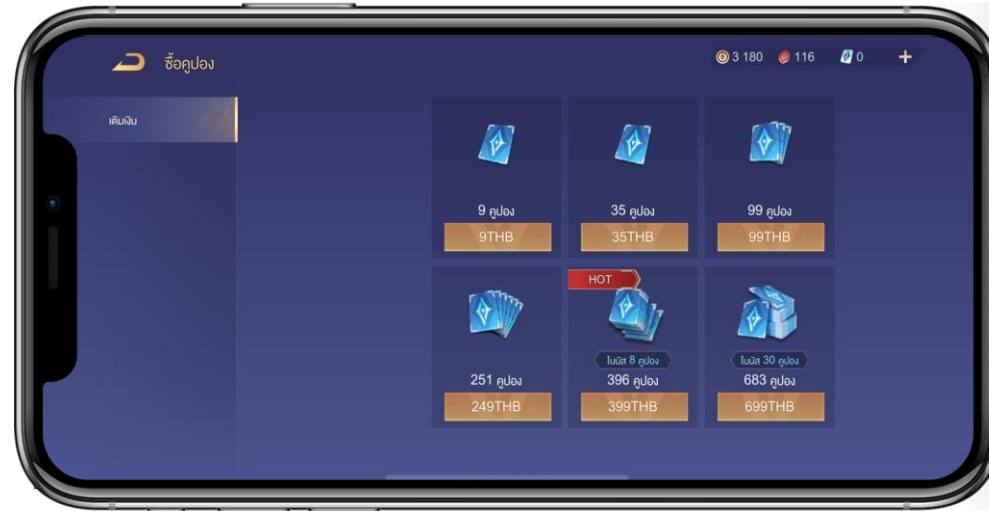 ซื้อคูปอง
3 180 116 0 +
เติมเงิน
9 คูปอง
9THB
35 คูปอง
35THB
99 คูปอง
99THB
251 คูปอง
249THB
HOT
โบนัส 8 คูปอง
396 คูปอง
399THB
โบนัส 30 คูปอง
683 คูปอง
699THB